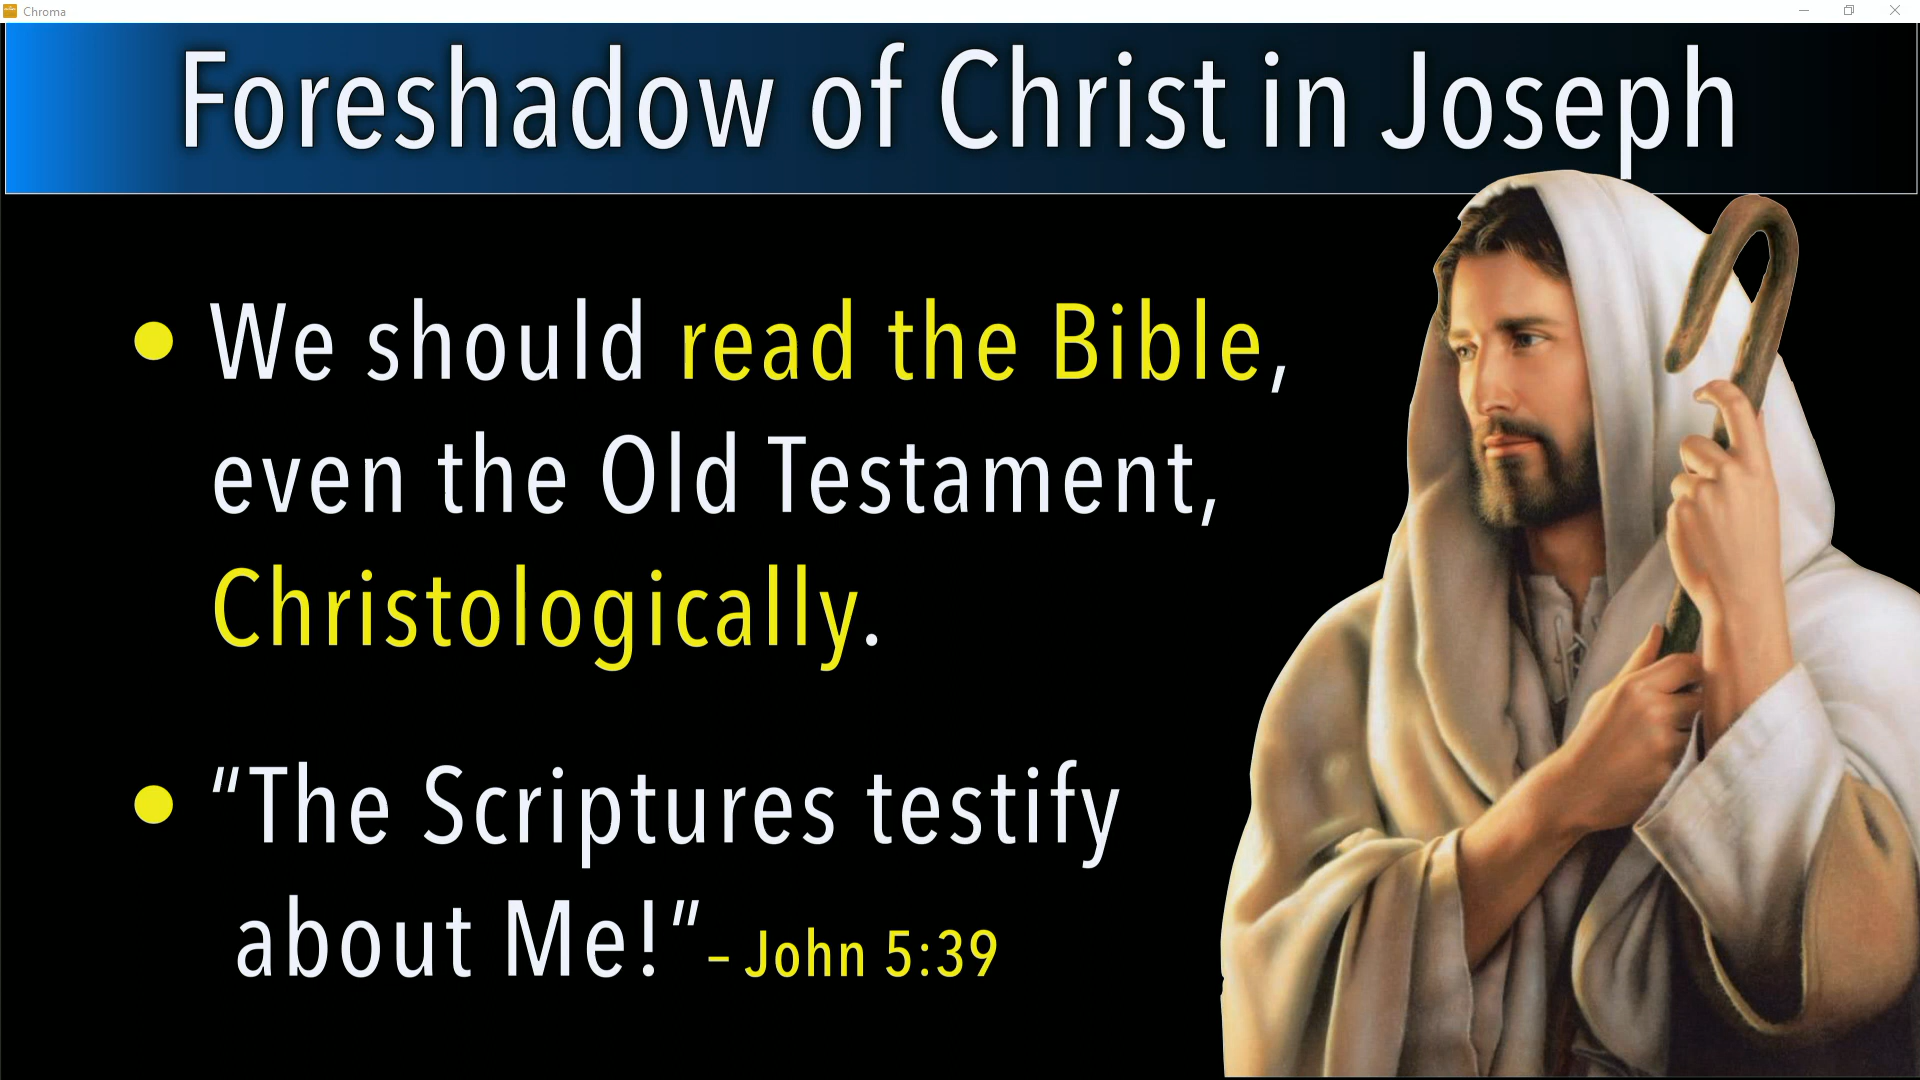 Chroma
Foreshadow of Christ in Joseph
• We should read the Bible,
even the Old Testament,
Christologically.
• “The Scriptures testify
about Me!” – John 5:39